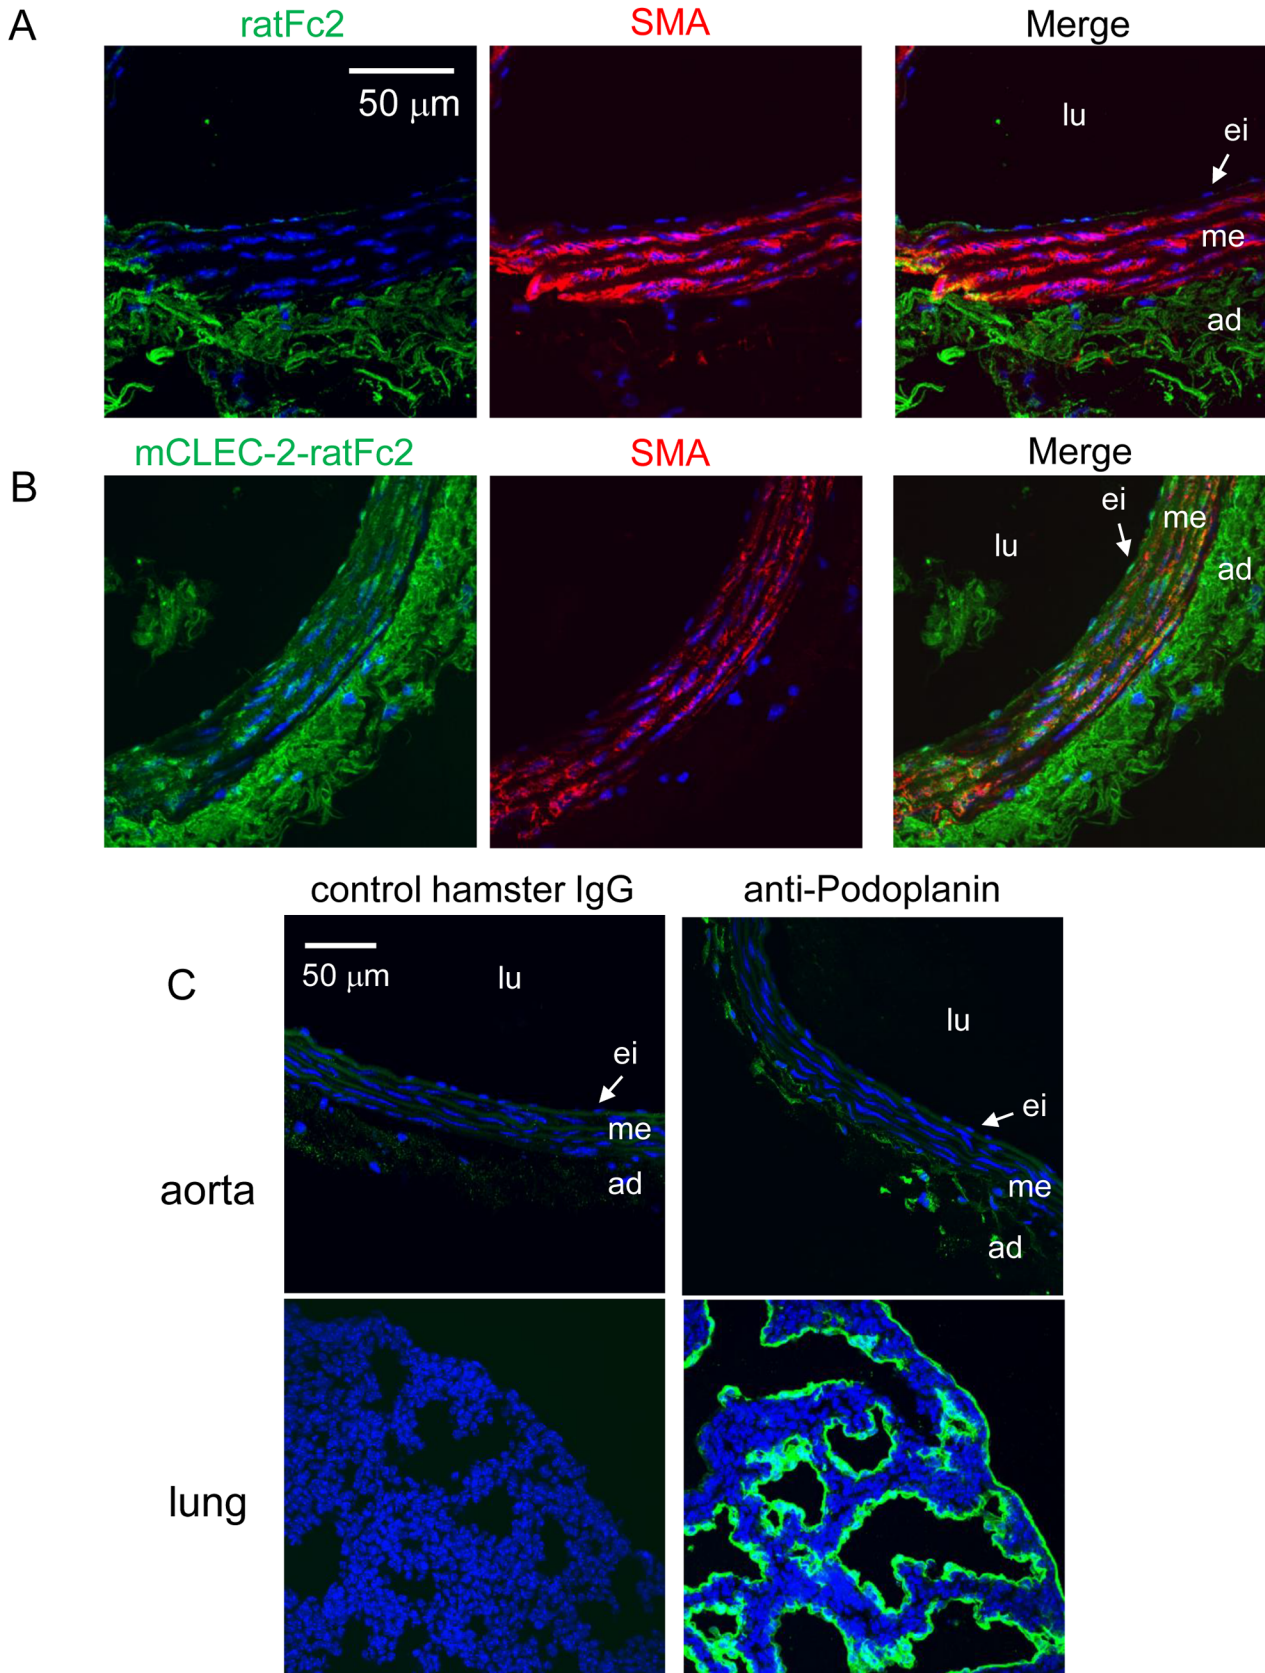 A
ratFc2
SMA
Merge
50 μm
lu
ei
me
ad
B
mCLEC-2-ratFc2
SMA
Merge
lu
ei
me
ad
control hamster IgG
anti-Podoplanin
C
50 μm
lu
ei
me
ad
lu
ei
me
ad
aorta
lung